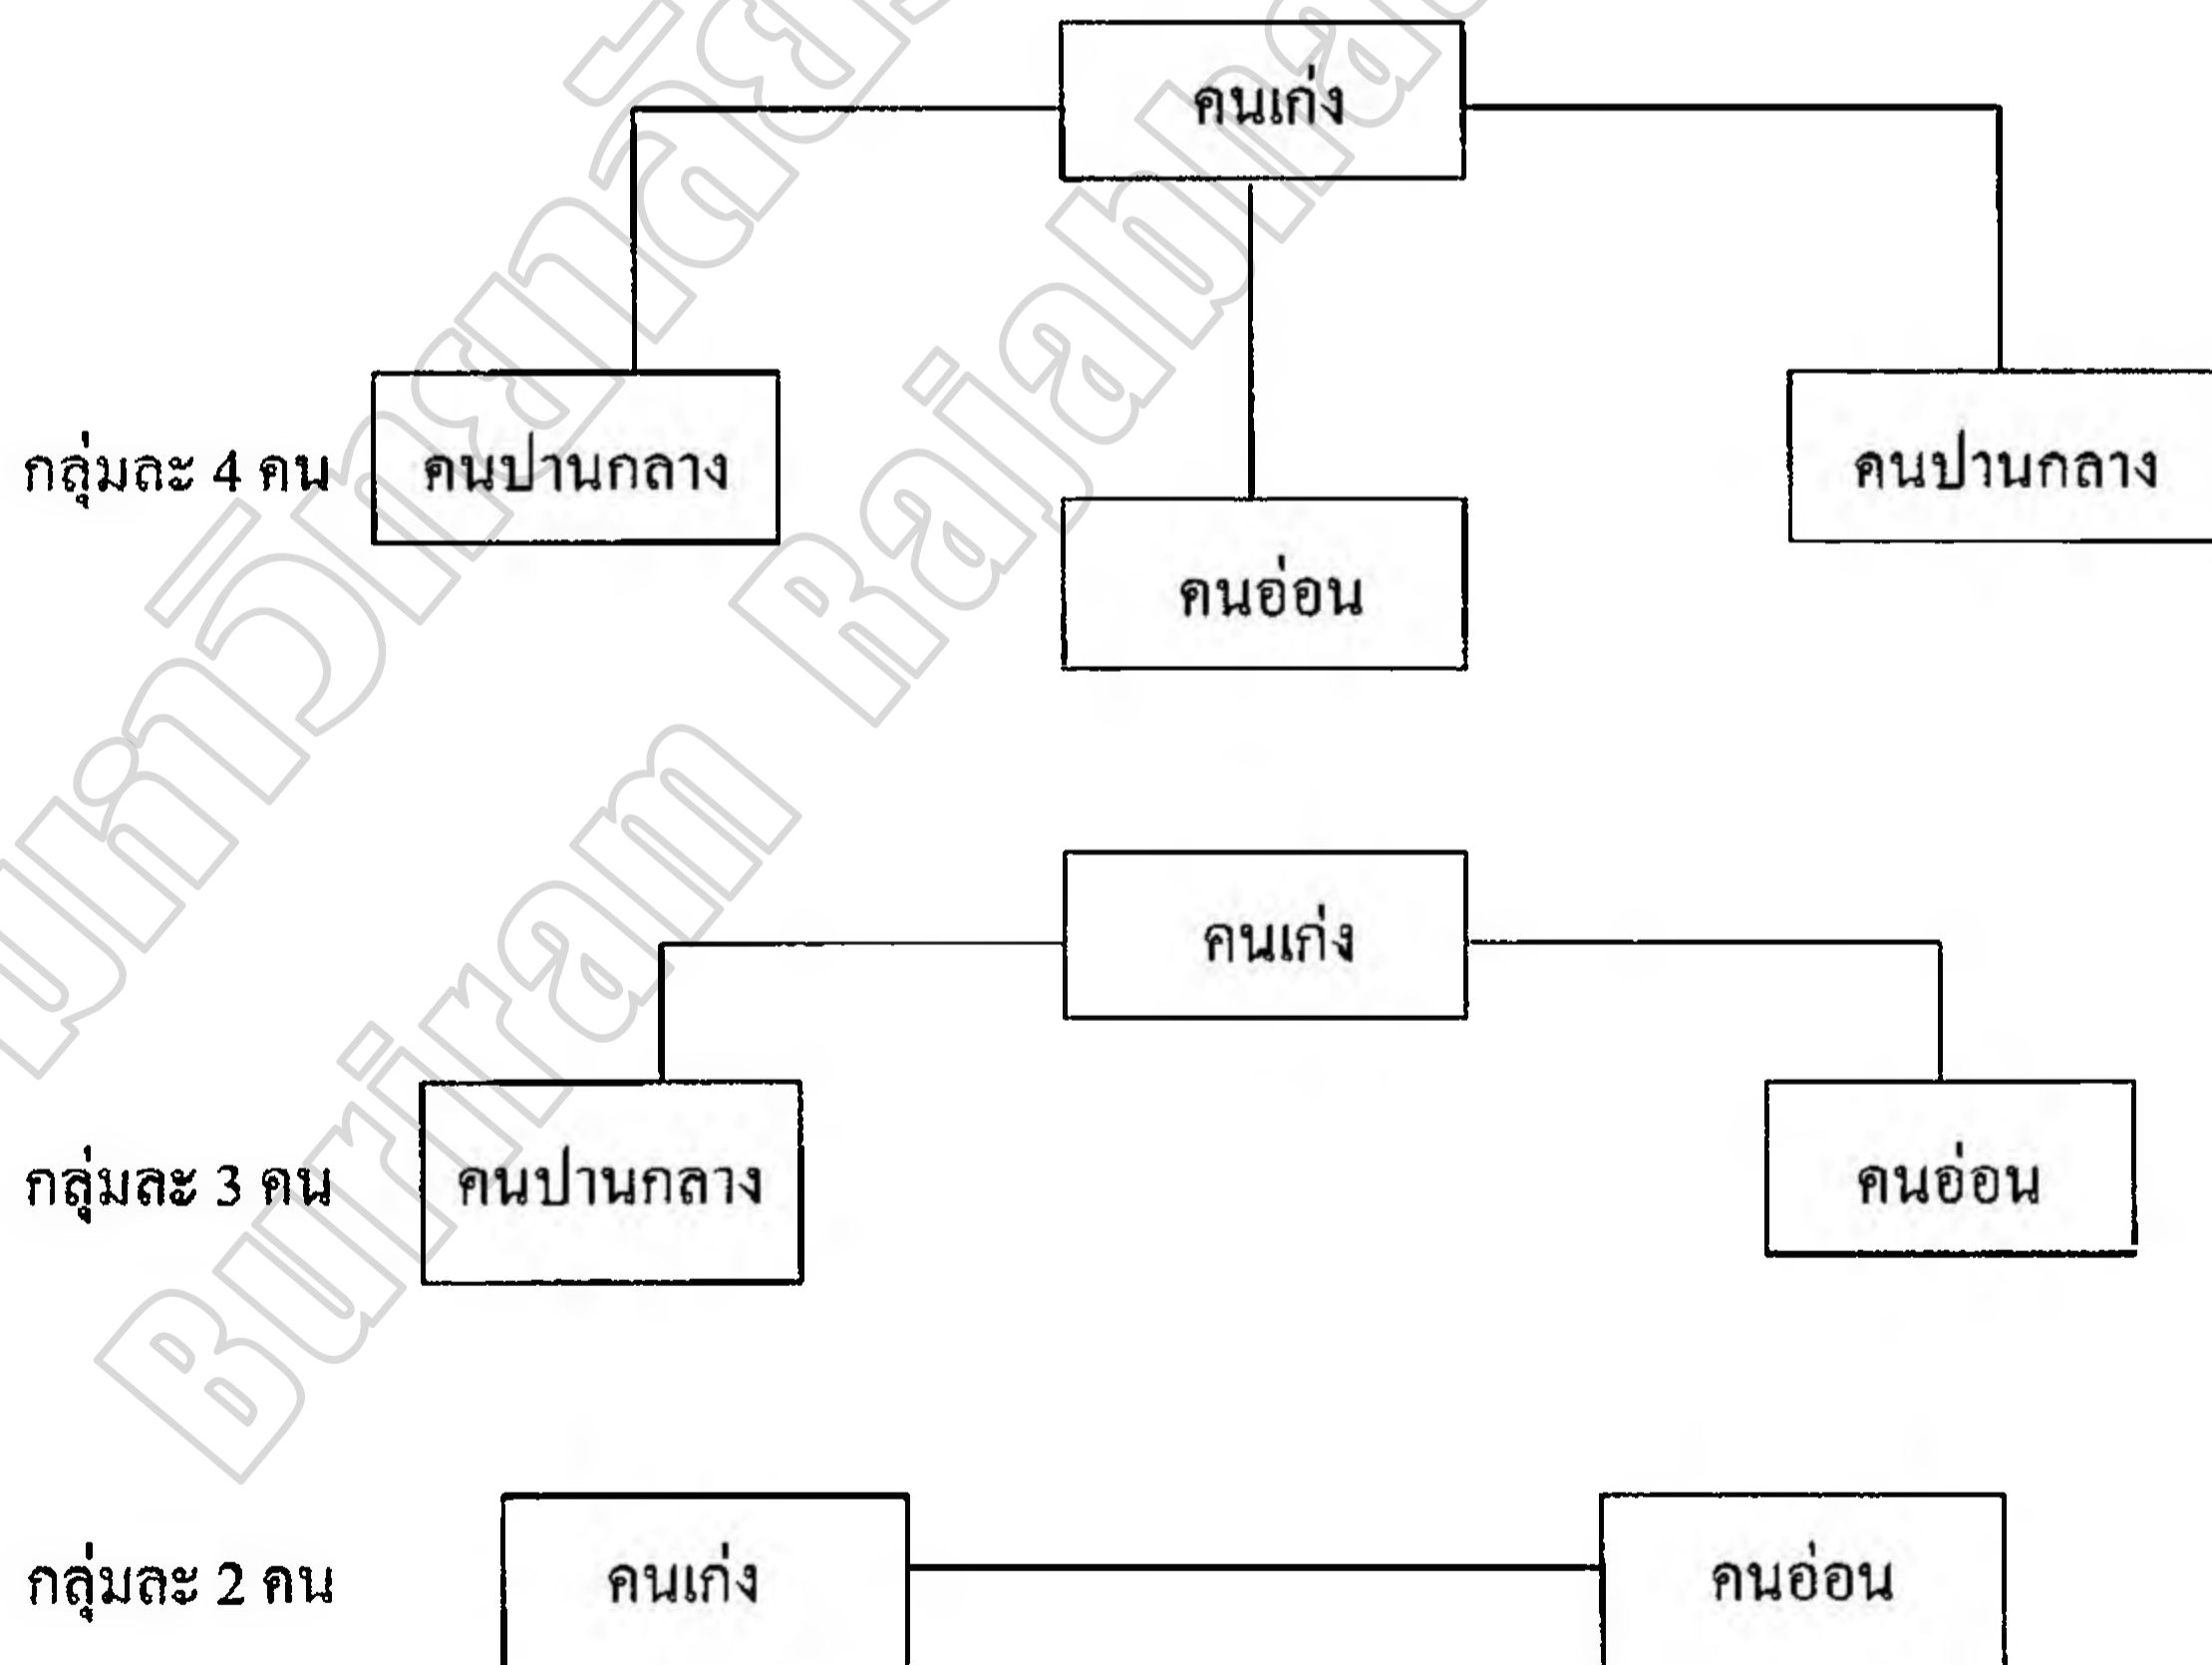 คนเก่ง
กลุ่มละ 4 คน คนปานกลาง คนปานกลาง
คนอ่อน
คนเก่ง
กลุ่มละ 3 คน คนปานกลาง คนอ่อน
กลุ่มละ 2 คน คนเก่ง คนอ่อน
Buriram